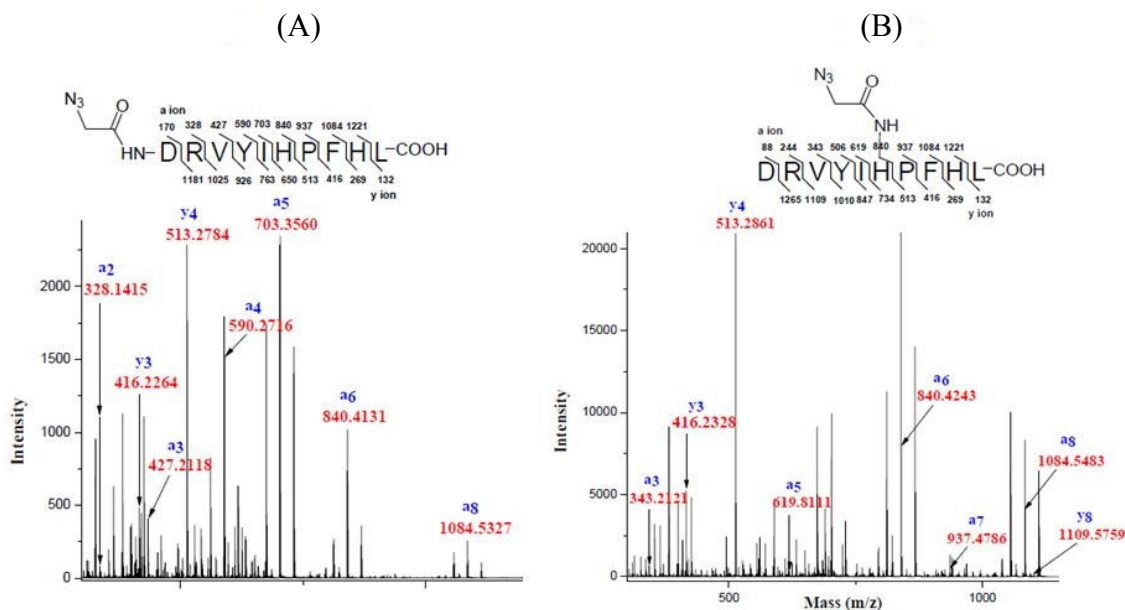 (A)
N₃
O
HN
a ion
170 328 427 590 703 840 937 1084 1221
DRVYIHPFHL-COOH
1181 1025 926 763 650 513 416 269 132
y ion
y4
513.2784
a5
703.3560
a2
328.1415
a4
590.2716
y3
416.2264
a3
427.2118
a6
840.4131
a8
1084.5327
Intensity
2000
1500
1000
500
0
(B)
N₃
O
NH
a ion
88 244 343 506 619 840 937 1084 1221
DRVYIHPFHL-COOH
1265 1109 1010 847 734 513 416 269 132
y ion
y4
513.2861
y3
416.2328
a3
343.2121
a5
619.8111
a6
840.4243
a7
937.4786
a8
1084.5483
y8
1109.5759
Intensity
20000
15000
10000
5000
0
500
1000
Mass (m/z)